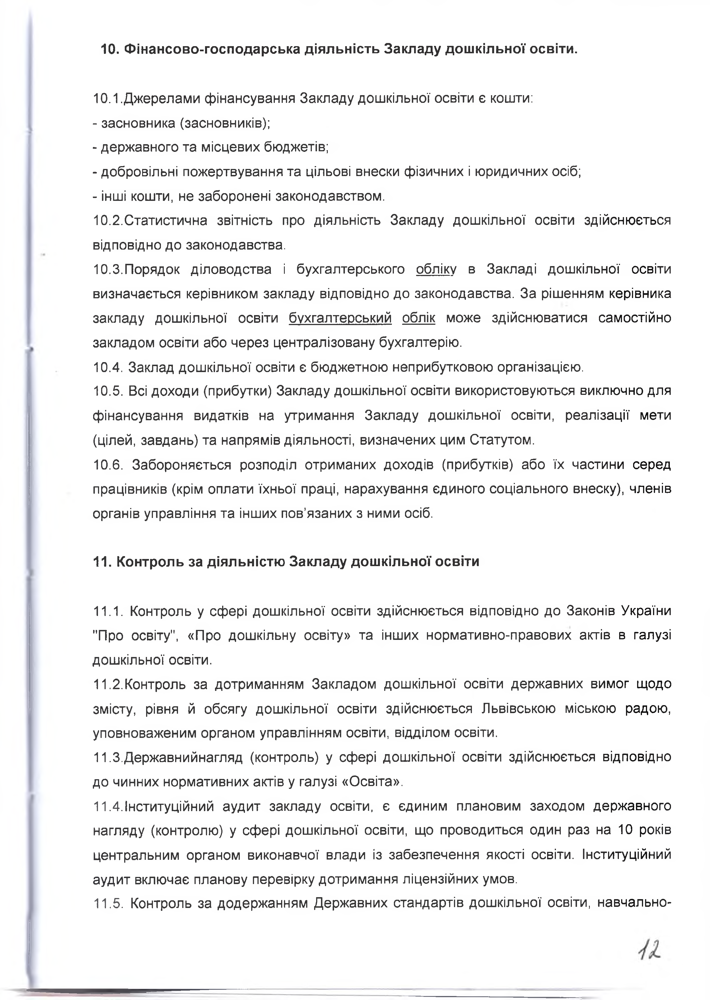 10. Фінансово-господарська діяльність Закладу дошкільної освіти.
10.1.Джерелами фінансування Закладу дошкільної освіти є кошти:
- засновника (засновників);
- державного та місцевих бюджетів;
- добровільні пожертвування та цільові внески фізичних і юридичних осіб;
- інші кошти, не заборонені законодавством.
10.2.Статистична звітність про діяльність Закладу дошкільної освіти здійснюється
відповідно до законодавства.
10.3.Порядок діловодства і бухгалтерського обліку в Закладі дошкільної освіти
визначається керівником закладу відповідно до законодавства. За рішенням керівника
закладу дошкільної освіти бухгалтерський облік може здійснюватися самостійно
закладом освіти або через централізовану бухгалтерію.
10.4. Заклад дошкільної освіти є бюджетною неприбутковою організацією.
10.5. Всі доходи (прибутки) Закладу дошкільної освіти використовуються виключно для
фінансування видатків на утримання Закладу дошкільної освіти, реалізації мети
(цілей, завдань) та напрямів діяльності, визначених цим Статутом.
10.6. Забороняється розподіл отриманих доходів (прибутків) або їх частини серед
працівників (крім оплати їхньої праці, нарахування єдиного соціального внеску), членів
органів управління та інших пов’язаних з ними осіб.
11. Контроль за діяльністю Закладу дошкільної освіти
11.1. Контроль у сфері дошкільної освіти здійснюється відповідно до Законів України
"Про освіту", «Про дошкільну освіту» та інших нормативно-правових актів в галузі
дошкільної освіти.
11.2.Контроль за дотриманням Закладом дошкільної освіти державних вимог щодо
змісту, рівня й обсягу дошкільної освіти здійснюється Львівською міською радою,
уповноваженим органом управлінням освіти, відділом освіти.
11.3.Державнийнагляд (контроль) у сфері дошкільної освіти здійснюється відповідно
до чинних нормативних актів у галузі «Освіта».
11.4.Інституційний аудит закладу освіти, є єдиним плановим заходом державного
нагляду (контролю) у сфері дошкільної освіти, що проводиться один раз на 10 років
центральним органом виконавчої влади із забезпечення якості освіти. Інституційний
аудит включає планову перевірку дотримання ліцензійних умов.
11.5. Контроль за додержанням Державних стандартів дошкільної освіти, навчально-
12